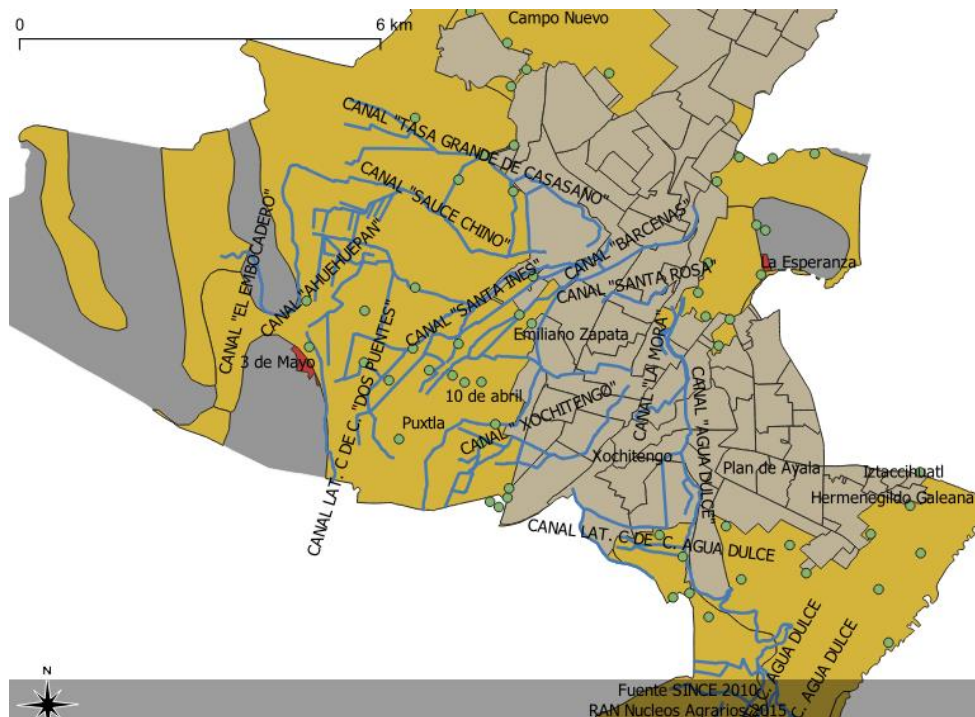 0 6 km
Campo Nuevo
CANAL "TASA GRANDE DE CASASANO"
CANAL "SAUCE CHINO"
CANAL "EL EMBOCADERO"
CANAL "AHUEHUEPAN"
CANAL "BARCENAS"
La Esperanza
CANAL "SANTA INES"
CANAL "SANTA ROSA"
Emiliano Zapata
CANAL "LA MORA"
3 de Mayo
CANAL LAT. C DE C. "DOS PUENTES"
10 de abril
Puxtla
CANAL " XOCHITENGO"
CANAL "AGUA DULCE"
Xochitengo
Plan de Ayala
Iztaccihuatl
Hermenegildo Galeana
CANAL LAT. C DE C. AGUA DULCE
C. AGUA DULCE
C. AGUA DULCE
N
Fuente SINCE 2010
RAN Nucleos Agrarios 2015